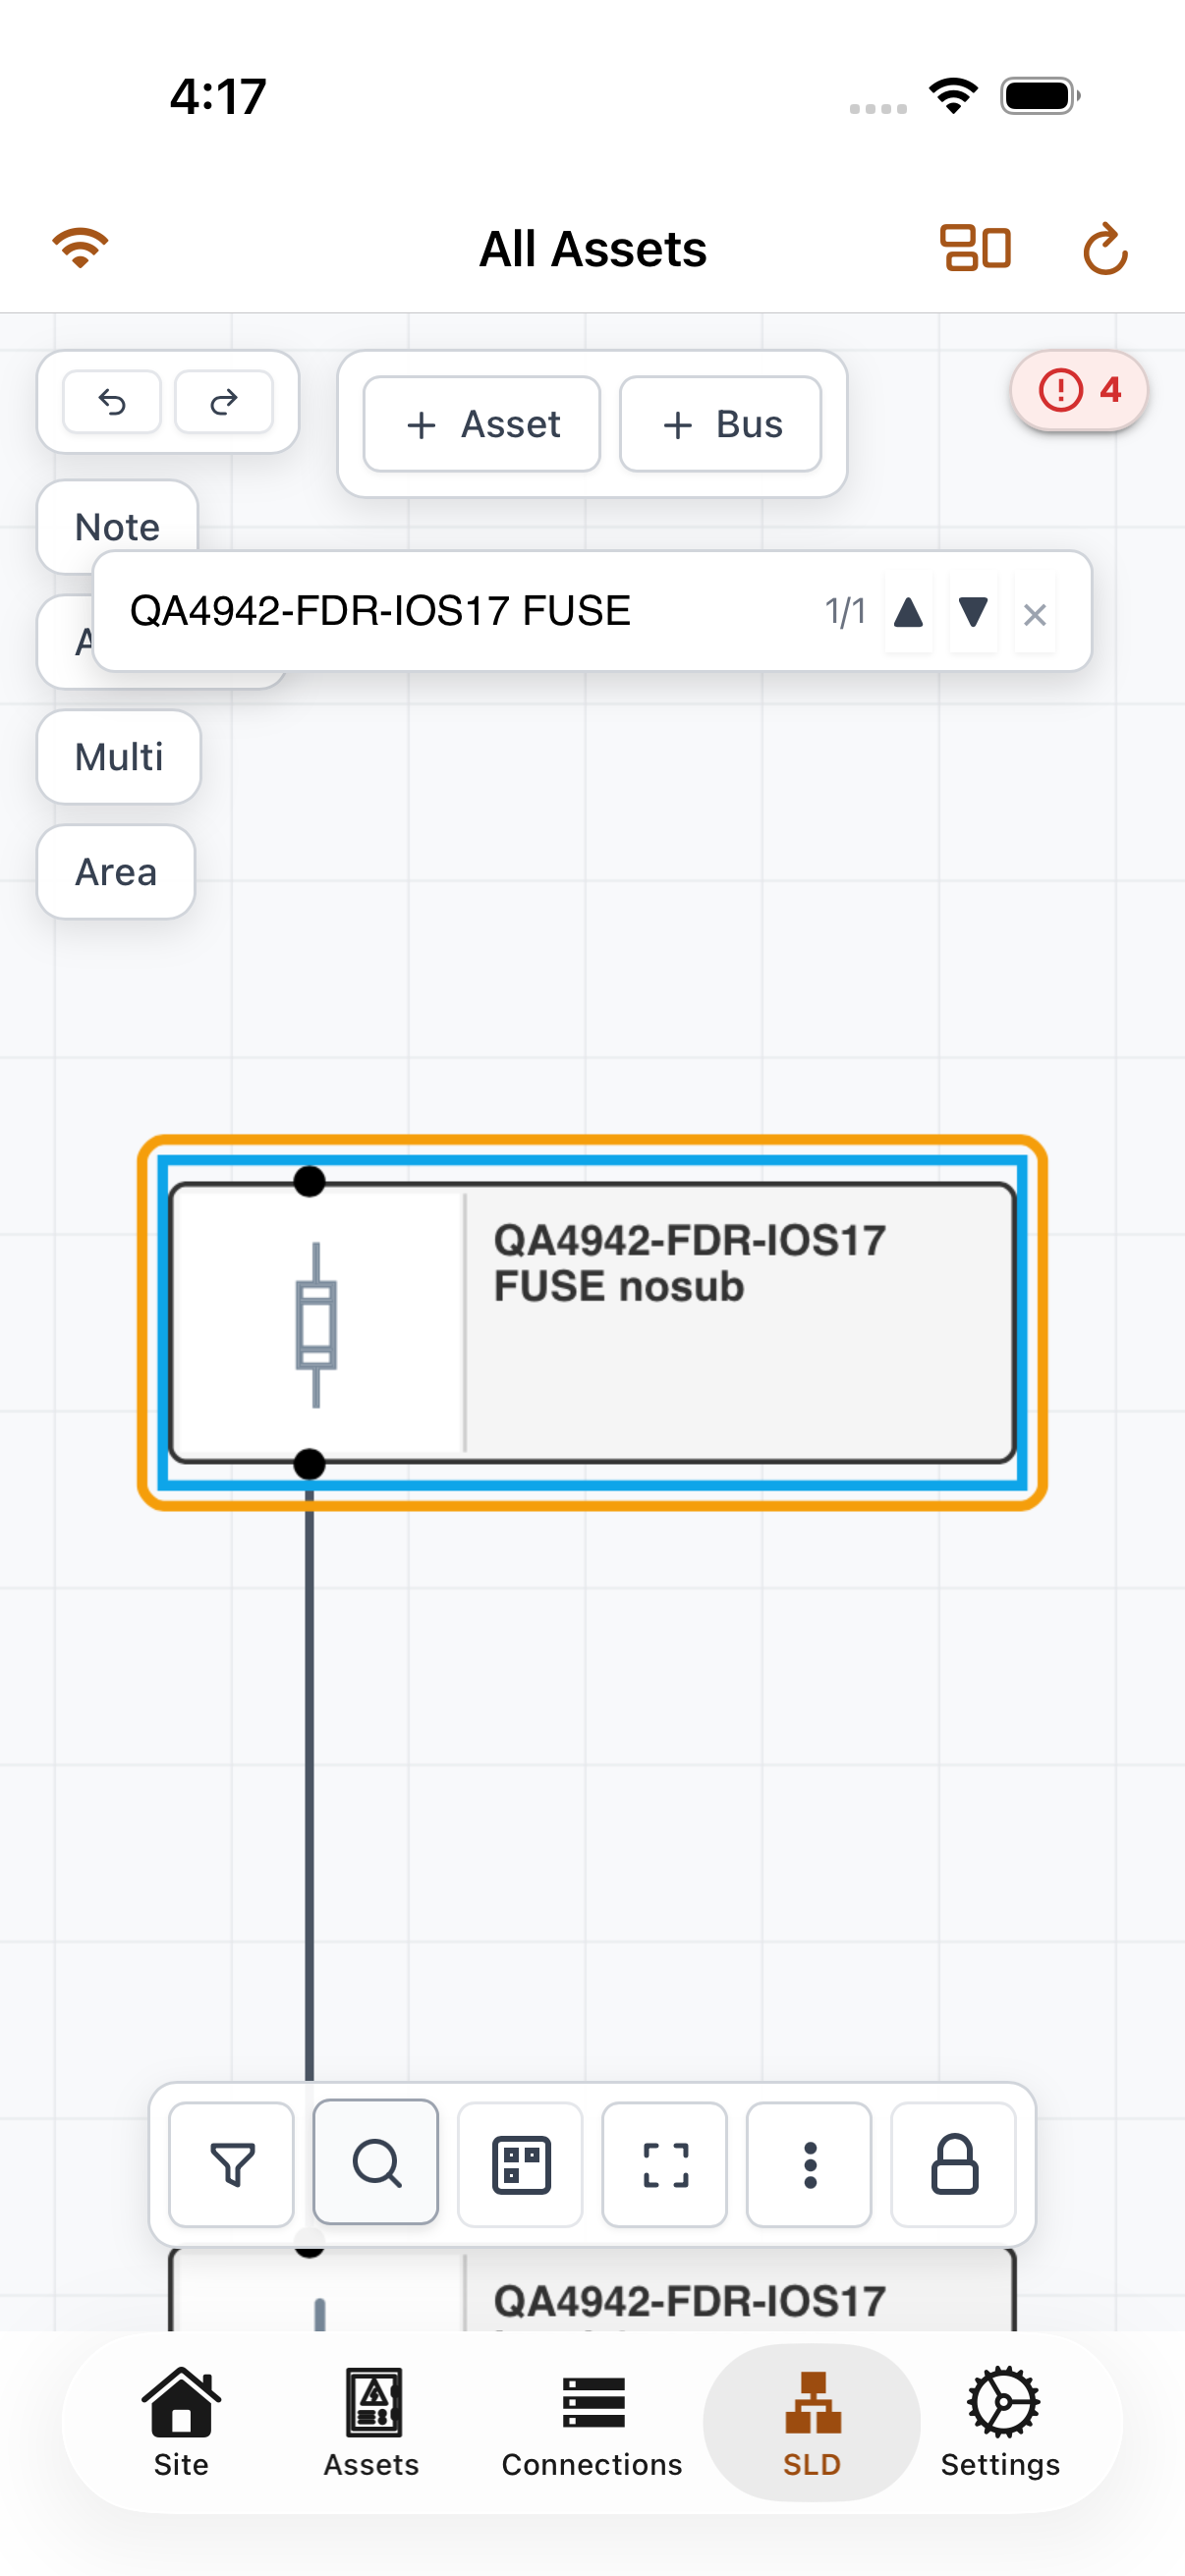 4:17
All Assets
+ Asset
+ Bus
4
Note
QA4942-FDR-IOS17 FUSE
1/1
A
Multi
Area
QA4942-FDR-IOS17
FUSE nosub
QA4942-FDR-IOS17
Site
Assets
Connections
SLD
Settings